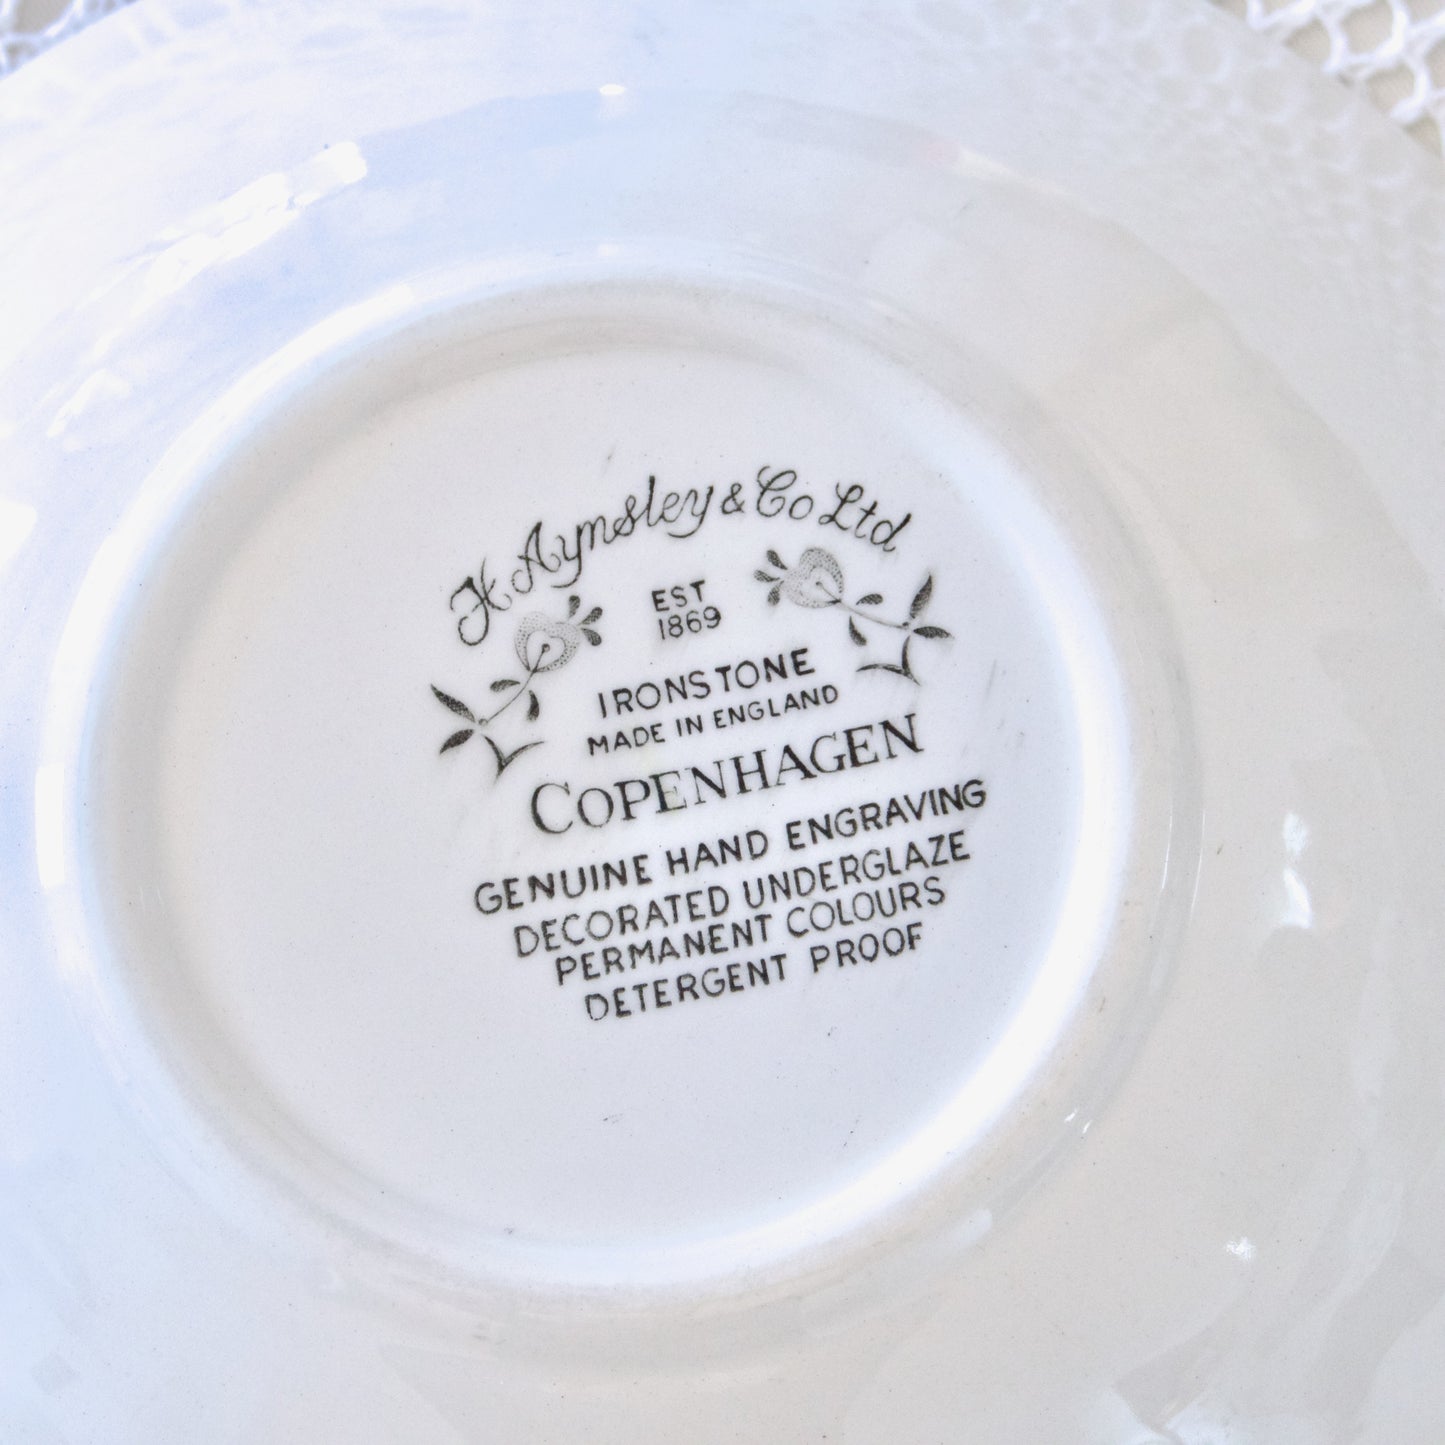 H Aynsley & Co Ltd
EST
1869
IRONSTONE
MADE IN ENGLAND
COPENHAGEN
GENUINE HAND ENGRAVING
DECORATED UNDERGLAZE
PERMANENT COLOURS
DETERGENT PROOF